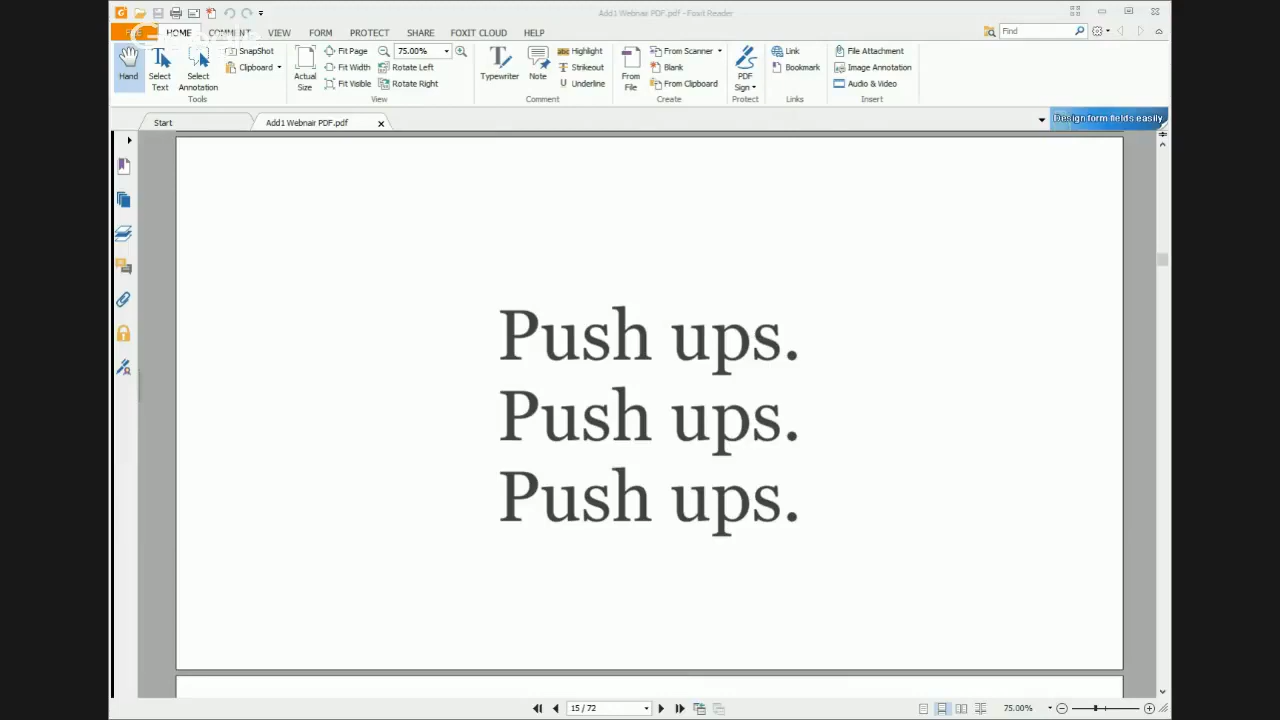 Add1 Webnair PDF.pdf - Foxit Reader
FILE HOME COMMENT VIEW FORM PROTECT SHARE FOXIT CLOUD HELP
Find
Hand
Select Text
Select Annotation
SnapShot
Clipboard
Tools
Actual Size
Fit Page
Fit Width
Fit Visible
75.00%
Rotate Left
Rotate Right
View
Typewriter
Note
Highlight
Strikeout
Underline
Comment
From File
From Scanner
Blank
From Clipboard
Create
PDF Sign
Protect
Link
Bookmark
Links
File Attachment
Image Annotation
Audio & Video
Insert
Start
Add1 Webnair PDF.pdf
Design form fields easily
Push ups.
Push ups.
Push ups.
15 / 72
75.00%